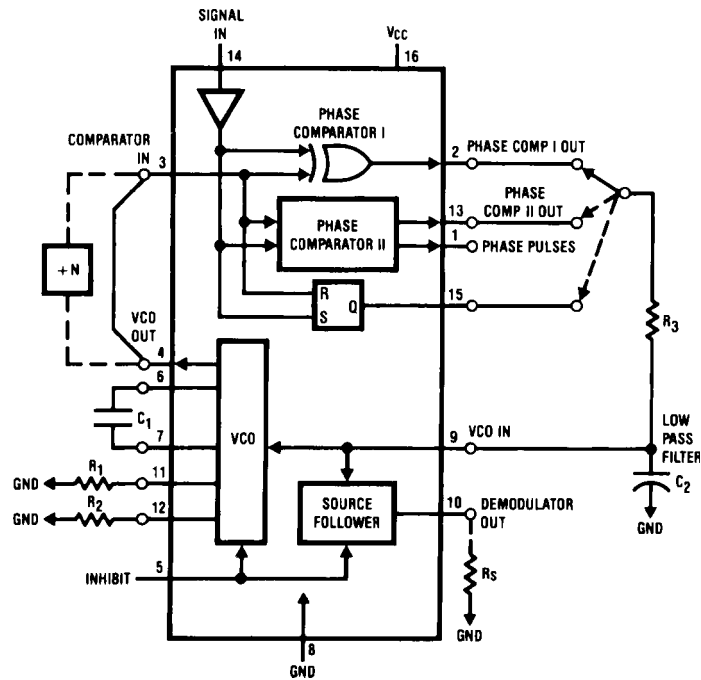 SIGNAL
IN
14
VCC
16
PHASE
COMPARATOR I
COMPARATOR
IN
3
2
PHASE COMP I OUT
PHASE
COMP II OUT
13
PHASE
COMPARATOR II
1
PHASE PULSES
+N
R
S
Q
15
R3
VCO
OUT
4
6
C1
7
VCO
9
VCO IN
LOW
PASS
FILTER
C2
GND
GND
R1
11
GND
R2
12
SOURCE
FOLLOWER
10
DEMODULATOR
OUT
RS
GND
INHIBIT
5
8
GND